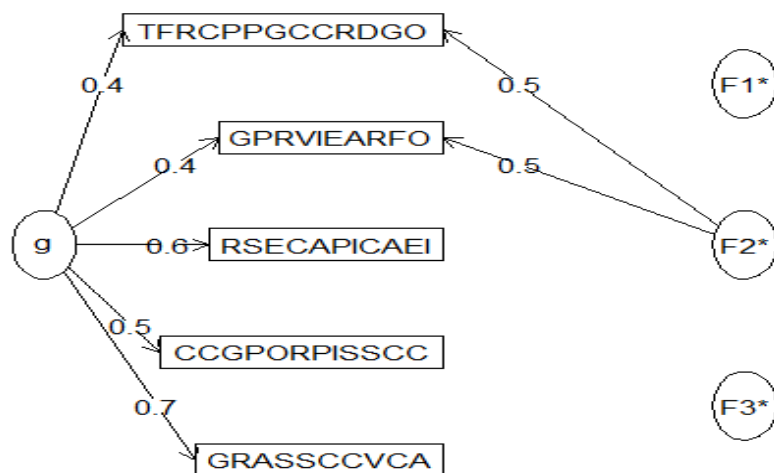 TFRCPPGCCRDGO
0.4
0.5
F1*
GPRVIEARFO
0.4
0.5
g
0.6
RSECAPICAEI
F2*
0.5
CCGPORPISSCC
0.7
F3*
GRASSCCVCA